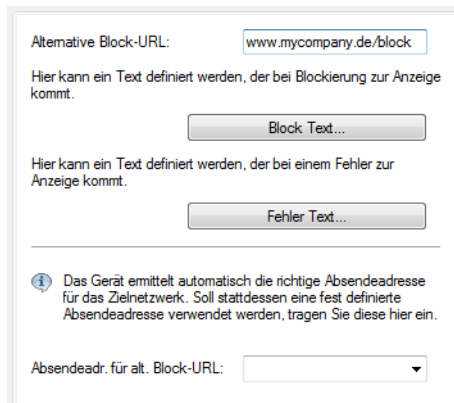 Alternative Block-URL: www.mycompany.de/block
Hier kann ein Text definiert werden, der bei Blockierung zur Anzeige
kommt.
Block Text...
Hier kann ein Text definiert werden, der bei einem Fehler zur
Anzeige kommt.
Fehler Text...
Das Gerät ermittelt automatisch die richtige Absendeadresse
für das Zielnetzwerk. Soll stattdessen eine fest definierte
Absendeadresse verwendet werden, tragen Sie diese hier ein.
Absendeadr. für alt. Block-URL: